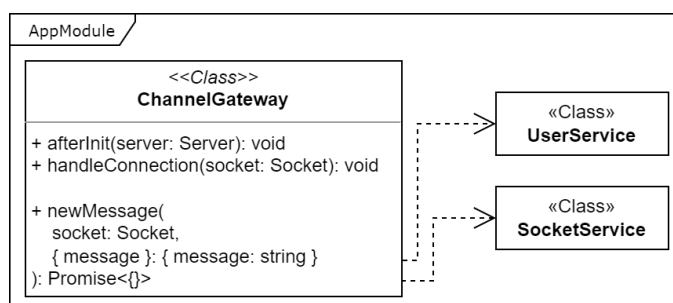 AppModule
<<Class>>
ChannelGateway
+ afterInit(server: Server): void
+ handleConnection(socket: Socket): void
+ newMessage(
socket: Socket,
{ message }: { message: string }
): Promise<{}>
«Class»
UserService
«Class»
SocketService